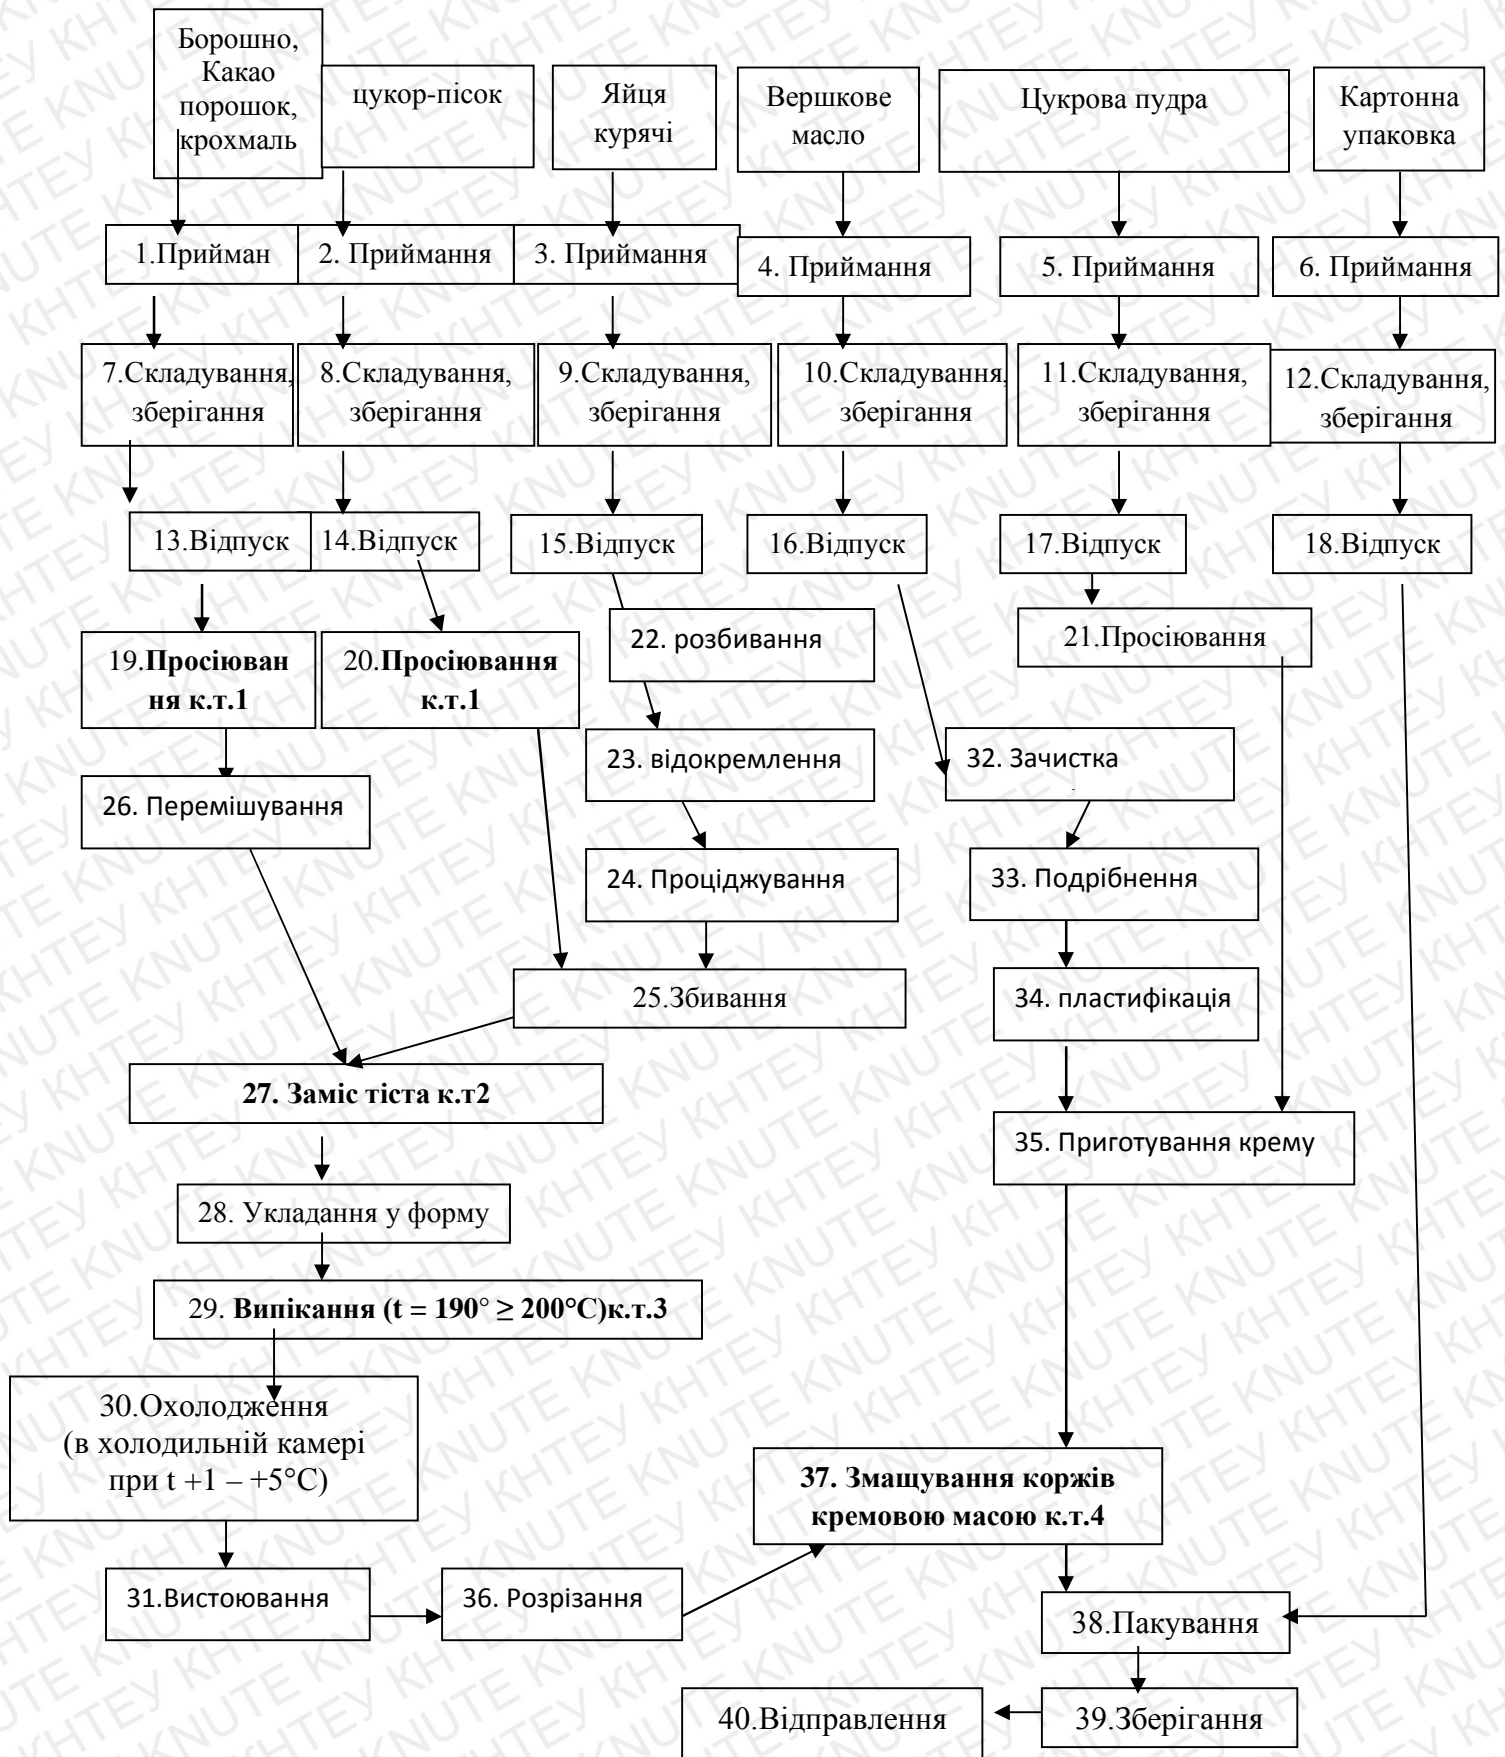 Борошно,
Какао
порошок,
крохмаль
цукор-пісок
Яйця
курячі
Вершкове
масло
Цукрова пудра
Картонна
упаковка
1.Прийман
2. Приймання
3. Приймання
4. Приймання
5. Приймання
6. Приймання
7.Складування,
зберігання
8.Складування,
зберігання
9.Складування,
зберігання
10.Складування,
зберігання
11.Складування,
зберігання
12.Складування,
зберігання
13.Відпуск
14.Відпуск
15.Відпуск
16.Відпуск
17.Відпуск
18.Відпуск
19.Просіюван
ня к.т.1
20.Просіювання
к.т.1
22. розбивання
21.Просіювання
23. відокремлення
32. Зачистка
26. Перемішування
24. Проціджування
33. Подрібнення
25.Збивання
34. пластифікація
27. Заміс тіста к.т2
35. Приготування крему
28. Укладання у форму
29. Випікання (t = 190° ≥ 200°C)к.т.3
30.Охолодження
(в холодильній камері
при t +1 – +5°C)
37. Змащування коржів
кремовою масою к.т.4
31.Вистоювання
36. Розрізання
38.Пакування
40.Відправлення
39.Зберігання